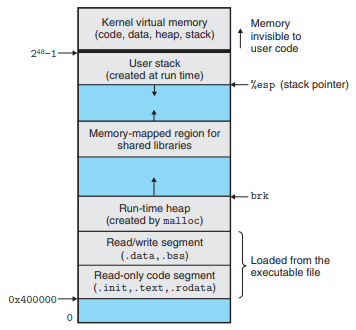 Kernel virtual memory
(code, data, heap, stack)
Memory
invisible to
user code
2⁴⁸−1
User stack
(created at run time)
%esp (stack pointer)
Memory-mapped region for
shared libraries
brk
Run-time heap
(created by malloc)
Read/write segment
(.data,.bss)
Read-only code segment
(.init,.text,.rodata)
Loaded from the
executable file
0x400000
0